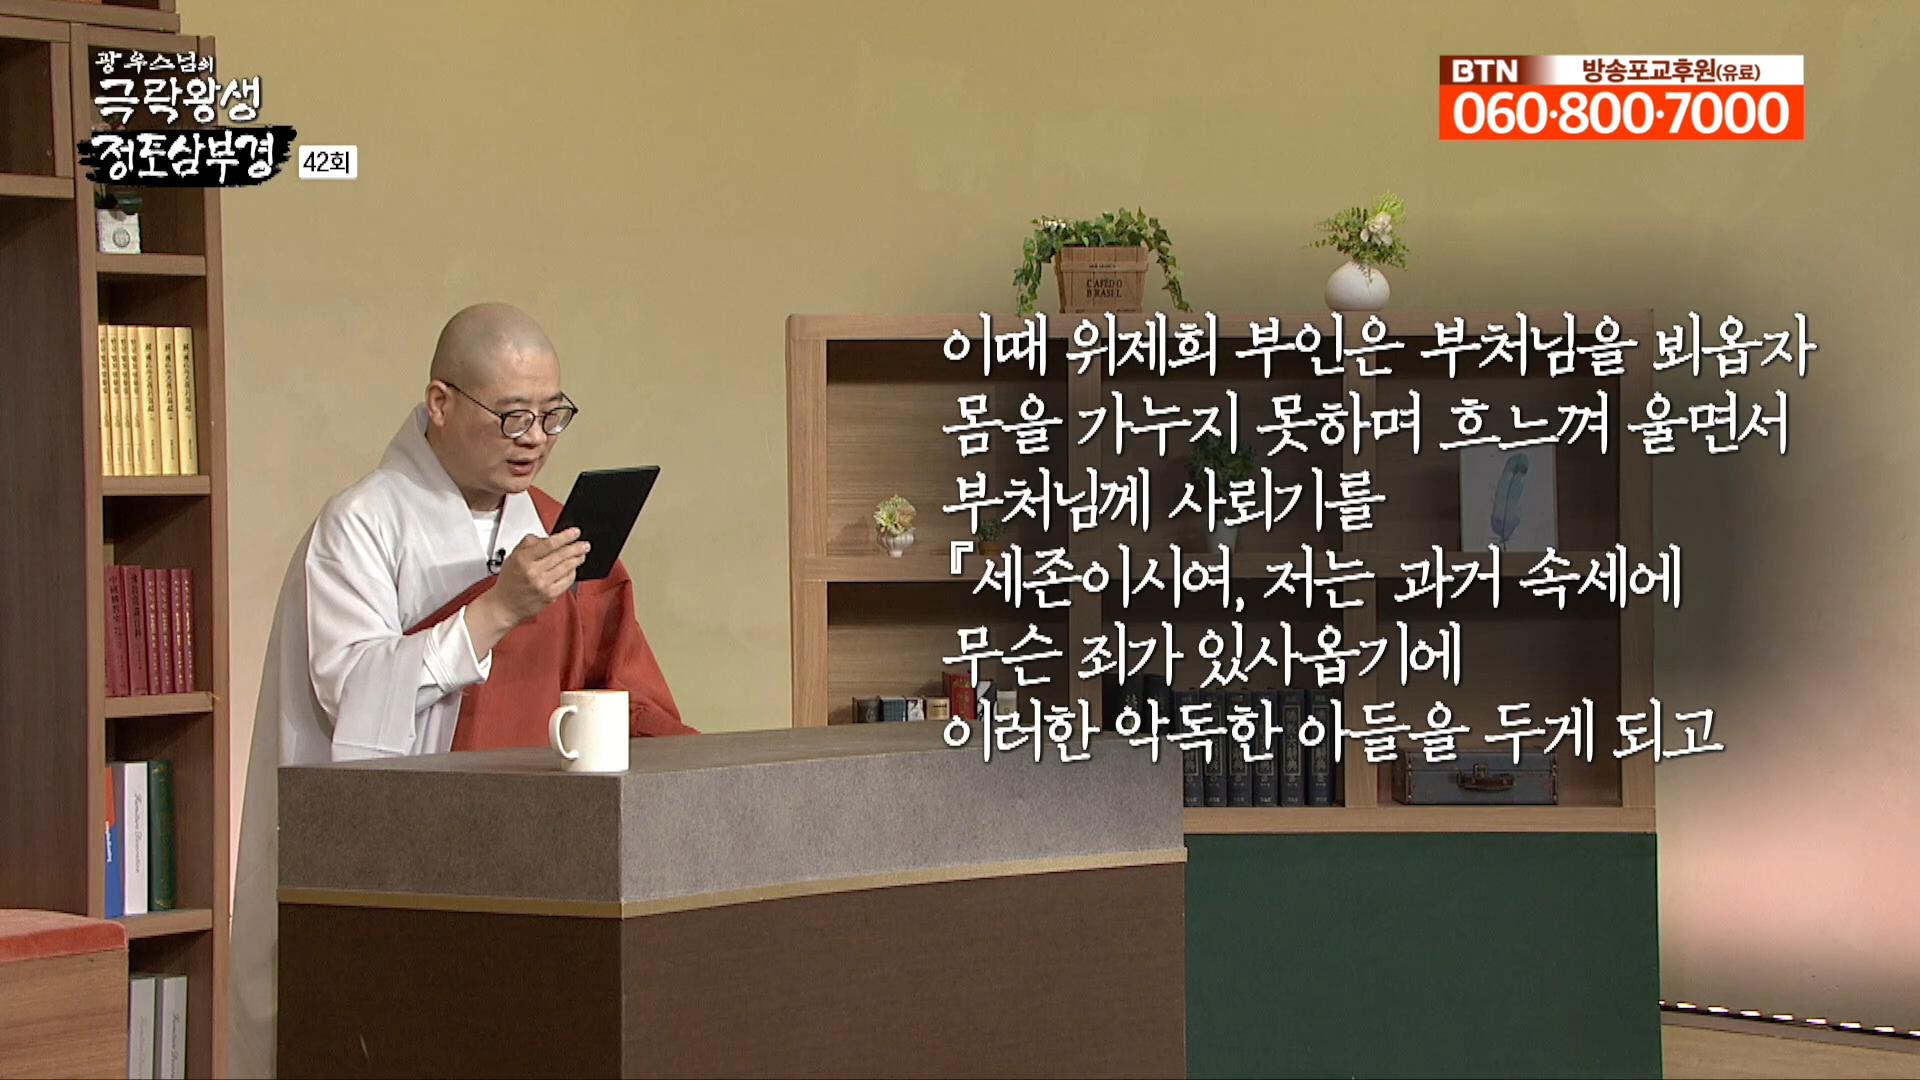 광우스님의
극락왕생
정토삼부경 42회
BTN 방송포교후원(유료)
060·800·7000
CAFÉ DO
BRASIL
이때 위제희 부인은 부처님을 뵈옵자
몸을 가누지 못하며 흐느껴 울면서
부처님께 사뢰기를
『세존이시여, 저는 과거 속세에
무슨 죄가 있사옵기에
이러한 악독한 아들을 두게 되고